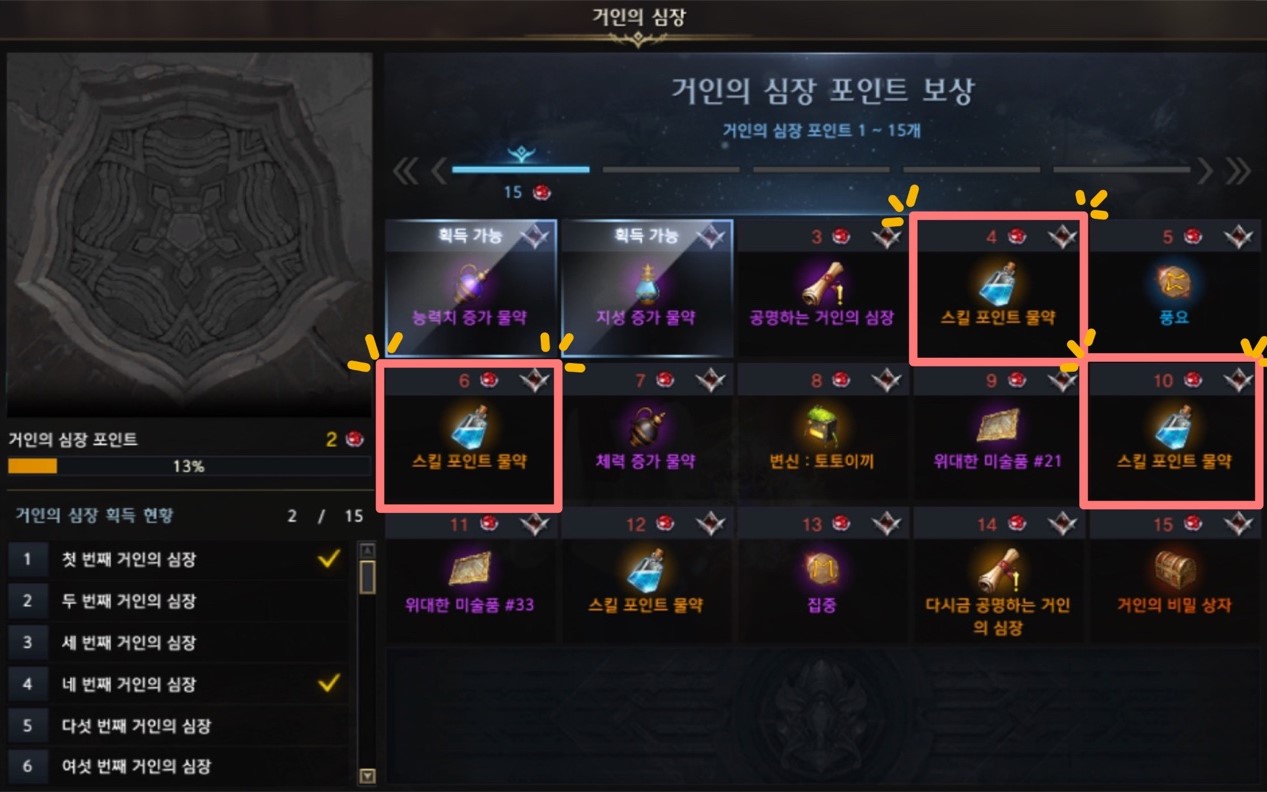 거인의 심장
거인의 심장 포인트 보상
거인의 심장 포인트 1 ~ 15개
15
획득 가능
능력치 증가 물약
획득 가능
지성 증가 물약
3
공명하는 거인의 심장
4
스킬 포인트 물약
5
풍요
6
스킬 포인트 물약
7
체력 증가 물약
8
변신 : 토토이끼
9
위대한 미술품 #21
10
스킬 포인트 물약
11
위대한 미술품 #33
12
스킬 포인트 물약
13
집중
14
다시금 공명하는 거인
의 심장
15
거인의 비밀 상자
거인의 심장 포인트 2
13%
거인의 심장 획득 현황 2 / 15
1 첫 번째 거인의 심장
2 두 번째 거인의 심장
3 세 번째 거인의 심장
4 네 번째 거인의 심장
5 다섯 번째 거인의 심장
6 여섯 번째 거인의 심장